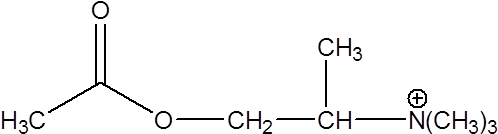 O
CH₃
⊕
H₃C O CH₂ CH N(CH₃)₃